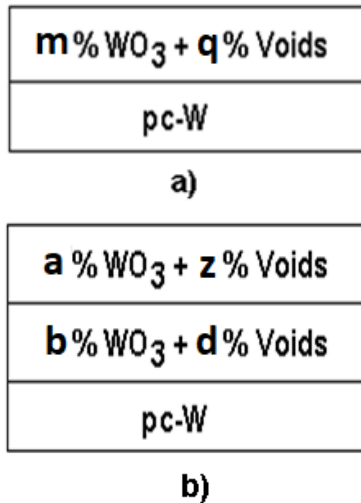 m % WO₃ + q % Voids
pc-W
a)
a % WO₃ + z % Voids
b % WO₃ + d % Voids
pc-W
b)